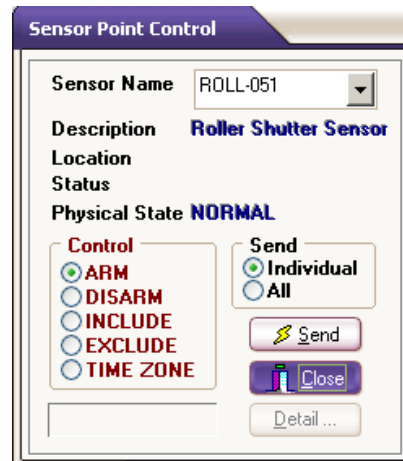 Sensor Point Control
Sensor Name ROLL-051
Description Roller Shutter Sensor
Location
Status
Physical State NORMAL
Control
ARM
DISARM
INCLUDE
EXCLUDE
TIME ZONE
Send
Individual
All
Send
Close
Detail ...